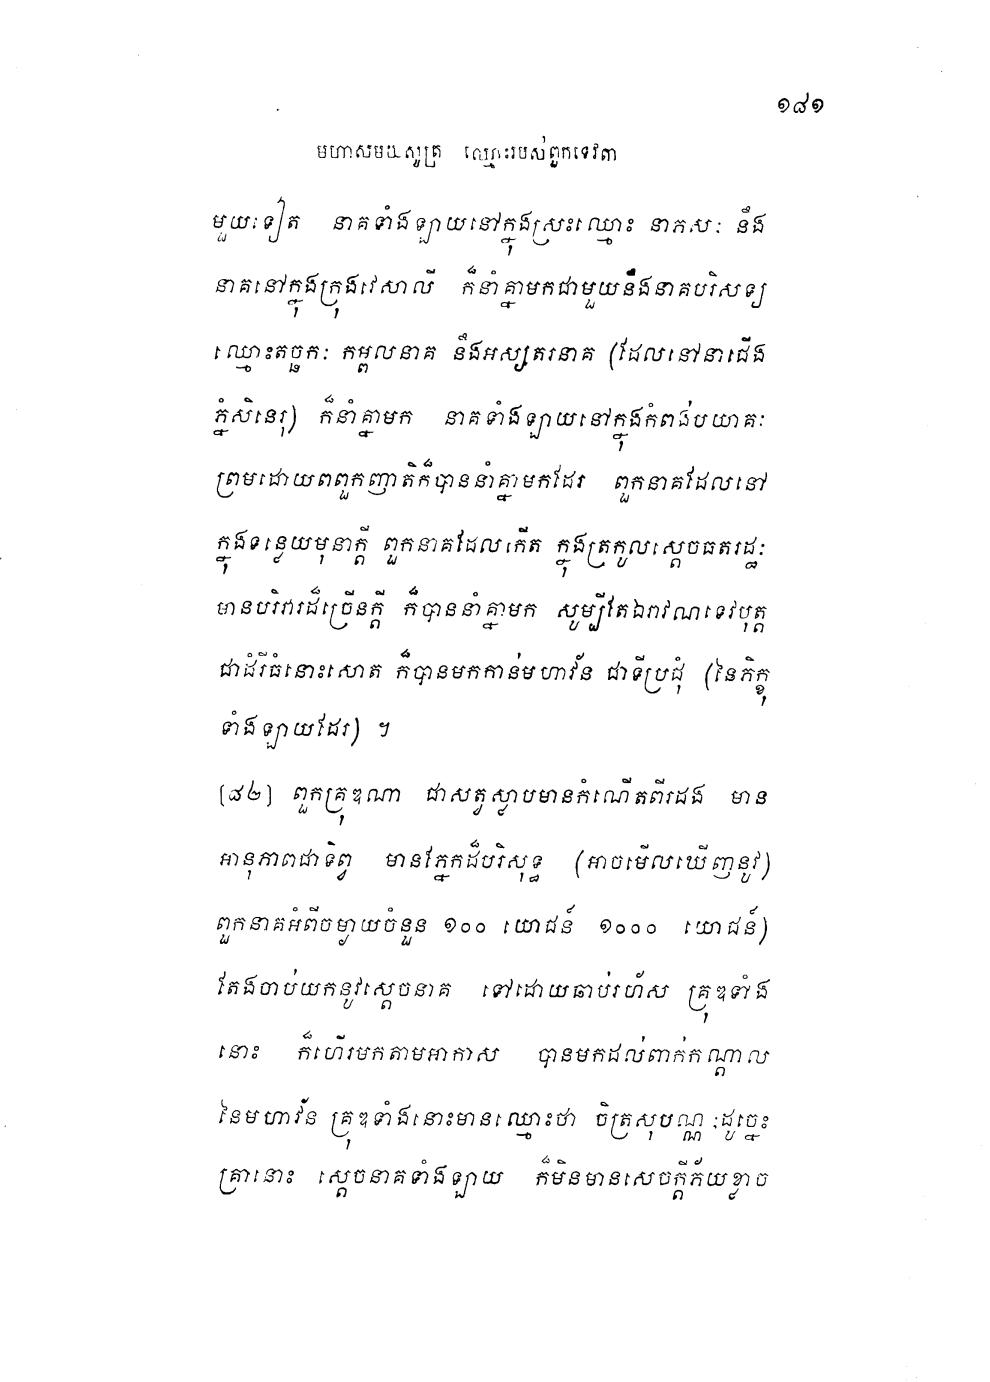 ១៨១
មហាសមយសូត្រ ឈ្មោះរបស់ពួកទេវតា
មួយៈទៀត នាគទាំងឡាយនៅក្នុងស្រះឈ្មោះ នាភសៈ នឹង
នាគនៅក្នុងក្រុងវេសាលី ក៏នាំគ្នាមកជាមួយនឹងនាគបរិសទ្យ
ឈ្មោះតច្ឆកៈ កម្ពលនាគ នឹងអស្សតរនាគ (ដែលនៅនាជើង
ភ្នំសិនេរុ) ក៏នាំគ្នាមក នាគទាំងឡាយនៅក្នុងកំពង់បយាគៈ
ព្រមដោយពពួកញាតិក៏បាននាំគ្នាមកដែរ ពួកនាគដែលនៅ
ក្នុងទន្លេយមុនាក្តី ពួកនាគដែលកើត ក្នុងត្រកូលស្តេចធតរដ្ឋៈ
មានបរិវារដ៏ច្រើនក្តី ក៏បាននាំគ្នាមក សូម្បីតែឯរាវណទេវបុត្ត
ជាដំរីធំនោះសោត ក៏បានមកកាន់មហាវ័ន ជាទីប្រជុំ (នៃភិក្ខុ
ទាំងឡាយដែរ) ។
[៨២] ពួកគ្រុឌណា ជាសត្វស្លាបមានកំណើតពីរដង មាន
អានុភាពជាទិព្វ មានភ្នែកដ៏បរិសុទ្ធ (អាចមើលឃើញនូវ)
ពួកនាគអំពីចម្ងាយចំនួន ១០០ យោជន៍ ១០០០ យោជន៍)
តែងចាប់យកនូវស្តេចនាគ ទៅដោយឆាប់រហ័ស គ្រុឌទាំង
នោះ ក៏ហើរមកតាមអាកាស បានមកដល់ពាក់កណ្តាល
នៃមហាវ័ន គ្រុឌទាំងនោះមានឈ្មោះថា ចិត្រសុបណ្ណៈដូច្នេះ
គ្រានោះ ស្តេចនាគទាំងឡាយ ក៏មិនមានសេចក្តីភ័យខ្លាច